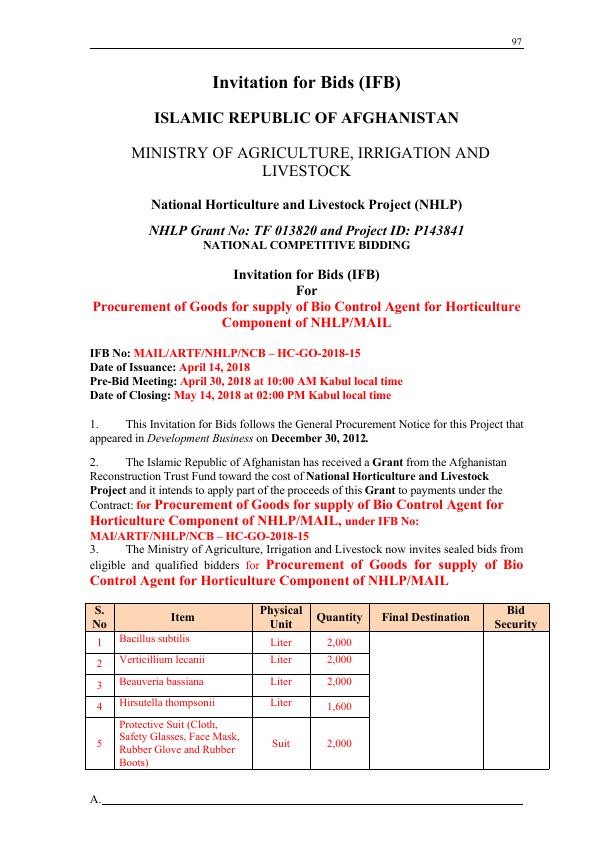 97
Invitation for Bids (IFB)
ISLAMIC REPUBLIC OF AFGHANISTAN
MINISTRY OF AGRICULTURE, IRRIGATION AND
LIVESTOCK
National Horticulture and Livestock Project (NHLP)
NHLP Grant No: TF 013820 and Project ID: P143841
NATIONAL COMPETITIVE BIDDING
Invitation for Bids (IFB)
For
Procurement of Goods for supply of Bio Control Agent for Horticulture
Component of NHLP/MAIL
IFB No: MAIL/ARTF/NHLP/NCB – HC-GO-2018-15
Date of Issuance: April 14, 2018
Pre-Bid Meeting: April 30, 2018 at 10:00 AM Kabul local time
Date of Closing: May 14, 2018 at 02:00 PM Kabul local time
1. This Invitation for Bids follows the General Procurement Notice for this Project that
appeared in Development Business on December 30, 2012.
2. The Islamic Republic of Afghanistan has received a Grant from the Afghanistan
Reconstruction Trust Fund toward the cost of National Horticulture and Livestock
Project and it intends to apply part of the proceeds of this Grant to payments under the
Contract: for Procurement of Goods for supply of Bio Control Agent for
Horticulture Component of NHLP/MAIL, under IFB No:
MAI/ARTF/NHLP/NCB – HC-GO-2018-15
3. The Ministry of Agriculture, Irrigation and Livestock now invites sealed bids from
eligible and qualified bidders for Procurement of Goods for supply of Bio
Control Agent for Horticulture Component of NHLP/MAIL
S. No Item Physical Unit Quantity Final Destination Bid Security
1 Bacillus subtilis Liter 2,000
2 Verticillium lecanii Liter 2,000
3 Beauveria bassiana Liter 2,000
4 Hirsutella thompsonii Liter 1,600
5 Protective Suit (Cloth, Safety Glasses, Face Mask, Rubber Glove and Rubber Boots) Suit 2,000
A.